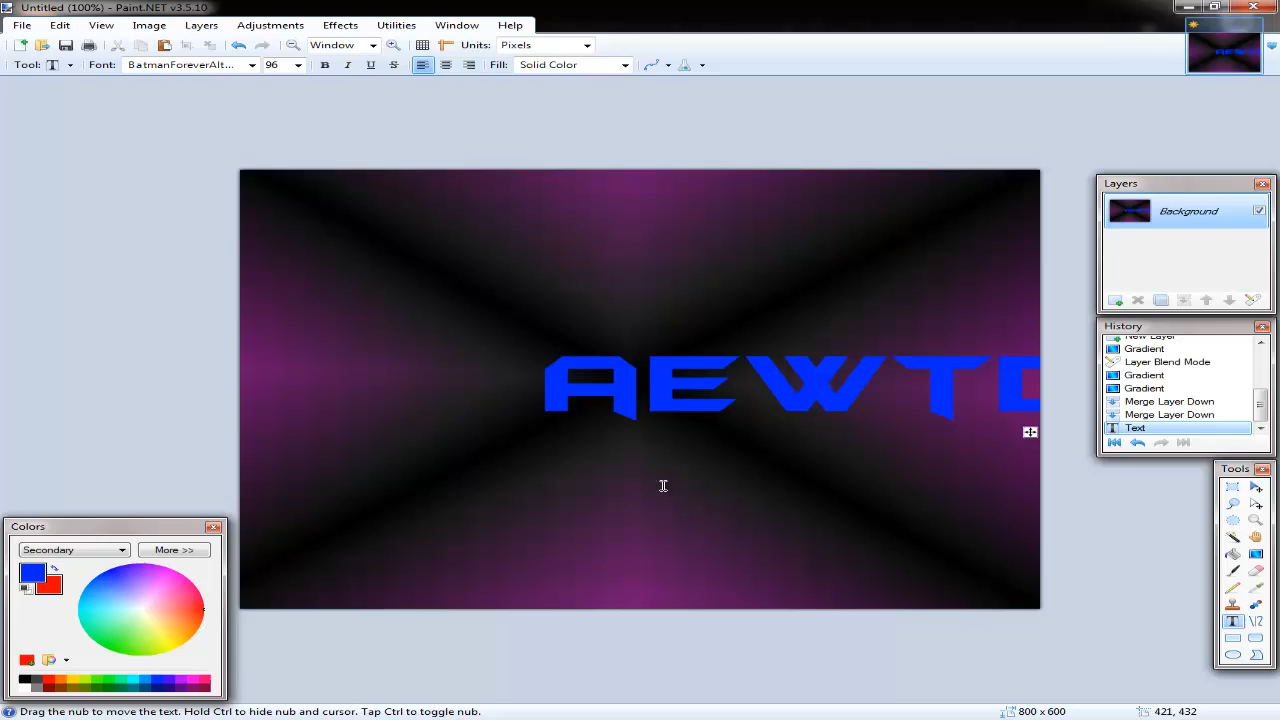 Untitled (100%) - Paint.NET v3.5.10
File Edit View Image Layers Adjustments Effects Utilities Window Help
Window Units: Pixels
Tool: T Font: BatmanForeverAlt... 96 B I U S Fill: Solid Color
AEWTO
Layers
Background
History
New Layer
Gradient
Layer Blend Mode
Gradient
Gradient
Merge Layer Down
Merge Layer Down
Text
Tools
Colors
Secondary More >>
Drag the nub to move the text. Hold Ctrl to hide nub and cursor. Tap Ctrl to toggle nub. 800 x 600 421, 432